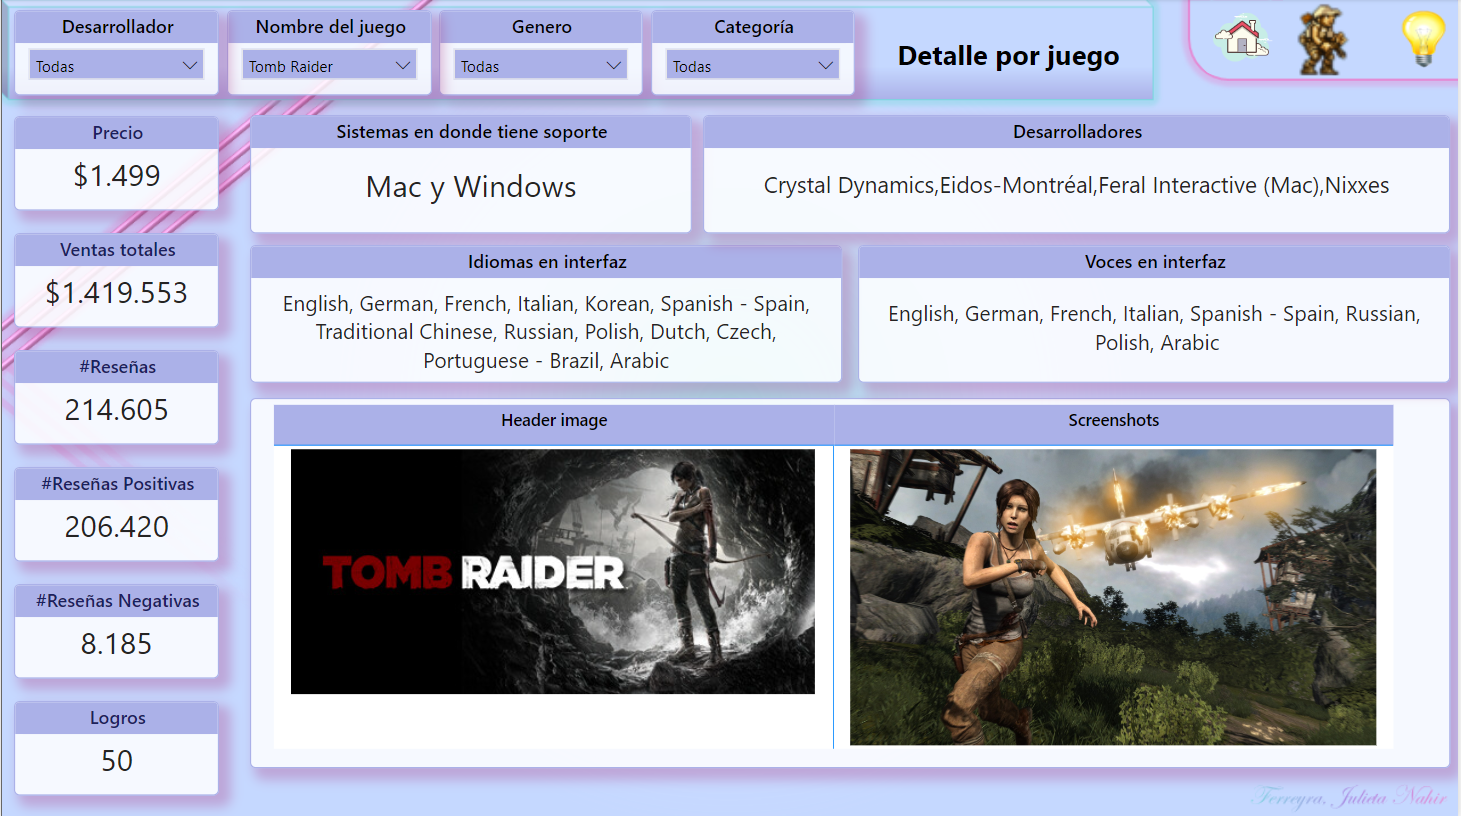 Desarrollador
Todas
Nombre del juego
Tomb Raider
Genero
Todas
Categoría
Todas
Detalle por juego
Precio
$1.499
Ventas totales
$1.419.553
#Reseñas
214.605
#Reseñas Positivas
206.420
#Reseñas Negativas
8.185
Logros
50
Sistemas en donde tiene soporte
Mac y Windows
Desarrolladores
Crystal Dynamics,Eidos-Montréal,Feral Interactive (Mac),Nixxes
Idiomas en interfaz
English, German, French, Italian, Korean, Spanish - Spain,
Traditional Chinese, Russian, Polish, Dutch, Czech,
Portuguese - Brazil, Arabic
Voces en interfaz
English, German, French, Italian, Spanish - Spain, Russian,
Polish, Arabic
Header image
Screenshots
TOMB RAIDER
Ferreyra, Julieta Nahir